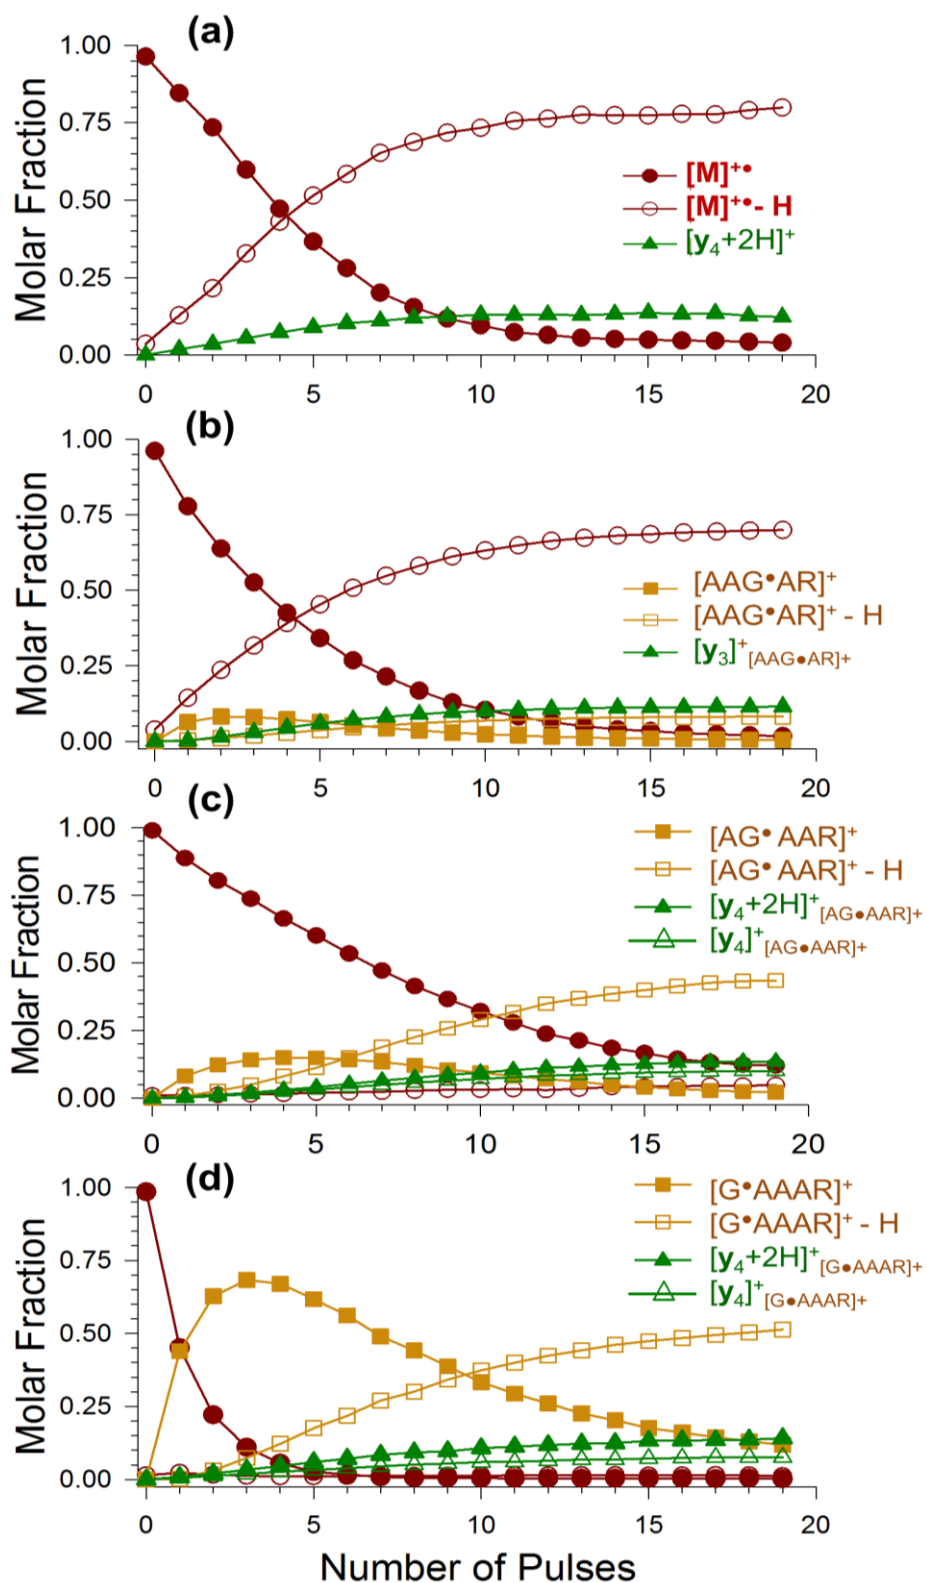 (a)
1.00
0.75
0.50
0.25
0.00
Molar Fraction
[M]⁺•
[M]⁺•- H
[y₄+2H]⁺
0 5 10 15 20
(b)
1.00
0.75
0.50
0.25
0.00
Molar Fraction
[AAG•AR]⁺
[AAG•AR]⁺ - H
[y₃]⁺[AAG•AR]+
0 5 10 15 20
(c)
1.00
0.75
0.50
0.25
0.00
Molar Fraction
[AG• AAR]⁺
[AG• AAR]⁺ - H
[y₄+2H]⁺[AG•AAR]+
[y₄]⁺[AG•AAR]+
0 5 10 15 20
(d)
1.00
0.75
0.50
0.25
0.00
Molar Fraction
[G•AAAR]⁺
[G•AAAR]⁺ - H
[y₄+2H]⁺[G•AAAR]+
[y₄]⁺[G•AAAR]+
0 5 10 15 20
Number of Pulses